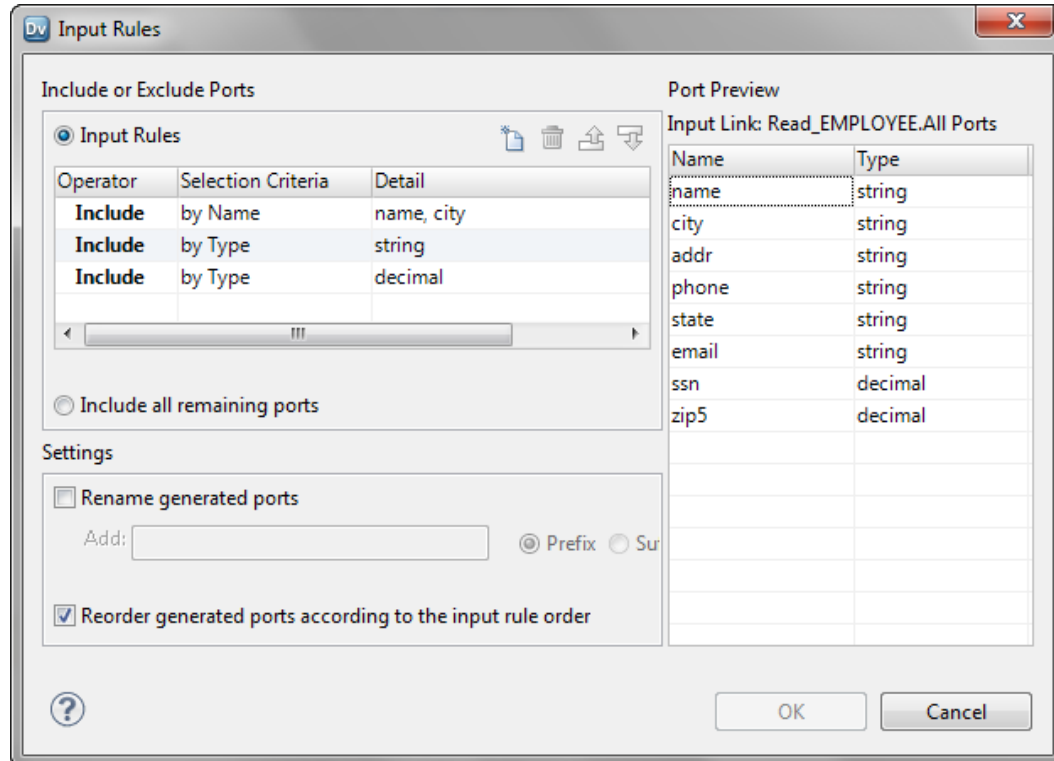 Dv Input Rules
Include or Exclude Ports
Input Rules
Operator Selection Criteria Detail
Include by Name name, city
Include by Type string
Include by Type decimal
Include all remaining ports
Settings
Rename generated ports
Add: Prefix Suf
Reorder generated ports according to the input rule order
Port Preview
Input Link: Read_EMPLOYEE.All Ports
Name Type
name string
city string
addr string
phone string
state string
email string
ssn decimal
zip5 decimal
? OK Cancel